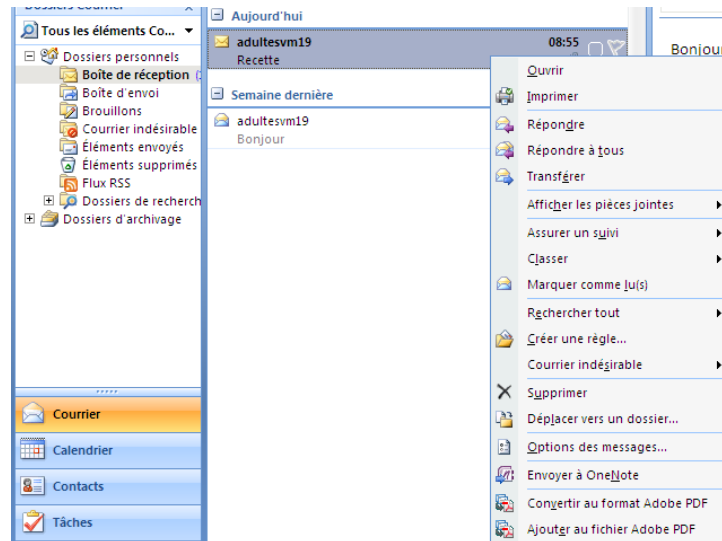 Dossiers Courrier
Tous les éléments Co...
Dossiers personnels
Boîte de réception
Boîte d'envoi
Brouillons
Courrier indésirable
Éléments envoyés
Éléments supprimés
Flux RSS
Dossiers de recherch
Dossiers d'archivage
Courrier
Calendrier
Contacts
Tâches
Aujourd'hui
adultesvm19 08:55
Recette
Semaine dernière
adultesvm19
Bonjour
Bonjour
Ouvrir
Imprimer
Répondre
Répondre à tous
Transférer
Afficher les pièces jointes
Assurer un suivi
Classer
Marquer comme lu(s)
Rechercher tout
Créer une règle...
Courrier indésirable
Supprimer
Déplacer vers un dossier...
Options des messages...
Envoyer à OneNote
Convertir au format Adobe PDF
Ajouter au fichier Adobe PDF